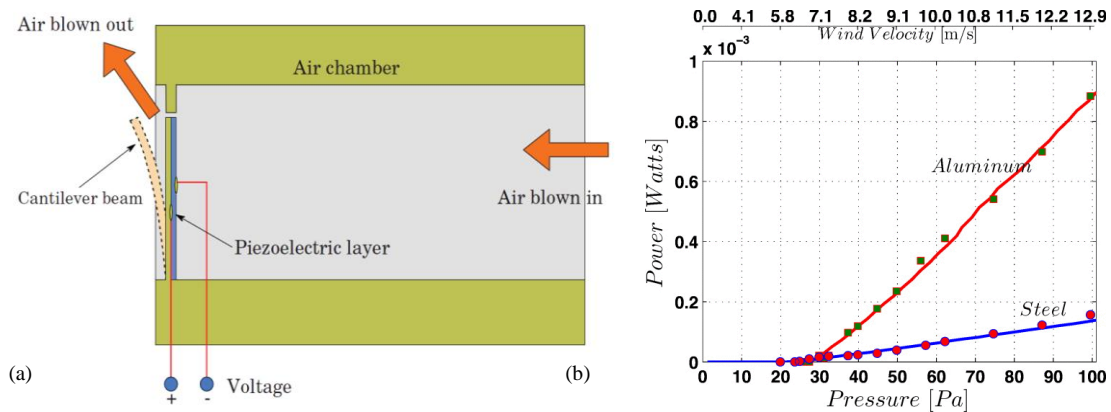 Air blown out
Air chamber
Cantilever beam
Air blown in
Piezoelectric layer
(a)
Voltage
+ -
(b)
0.0 4.1 5.8 7.1 8.2 9.1 10.0 10.8 11.5 12.2 12.9
Wind Velocity [m/s]
1 x 10⁻³
1
0.8
0.6
0.4
0.2
0
Power [Watts]
Aluminum
Steel
0 10 20 30 40 50 60 70 80 90 100
Pressure [Pa]